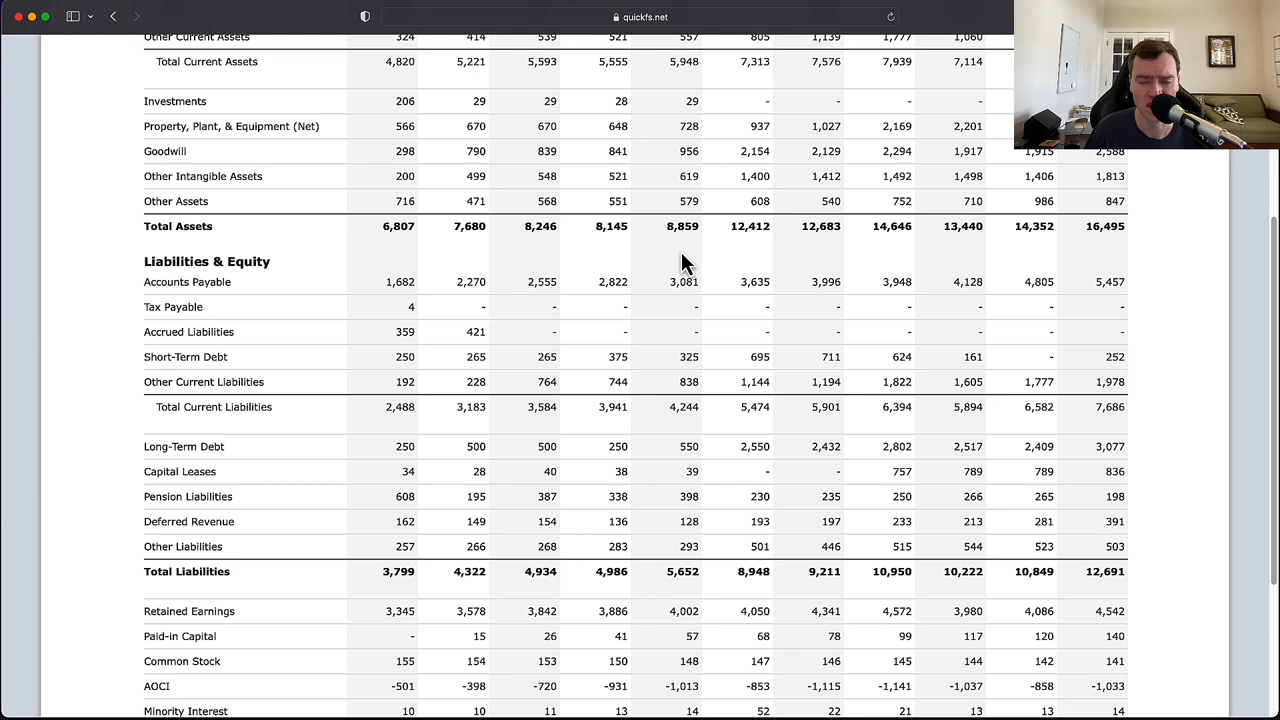 quickfs.net
Other Current Assets 324 414 539 521 557 805 1,139 1,777 1,060
Total Current Assets 4,820 5,221 5,593 5,555 5,948 7,313 7,576 7,939 7,114
Investments 206 29 29 28 29 - - - -
Property, Plant, & Equipment (Net) 566 670 670 648 728 937 1,027 2,169 2,201
Goodwill 298 790 839 841 956 2,154 2,129 2,294 1,917 1,915 2,588
Other Intangible Assets 200 499 548 521 619 1,400 1,412 1,492 1,498 1,406 1,813
Other Assets 716 471 568 551 579 608 540 752 710 986 847
Total Assets 6,807 7,680 8,246 8,145 8,859 12,412 12,683 14,646 13,440 14,352 16,495
Liabilities & Equity
Accounts Payable 1,682 2,270 2,555 2,822 3,081 3,635 3,996 3,948 4,128 4,805 5,457
Tax Payable 4 - - - - - - - - - -
Accrued Liabilities 359 421 - - - - - - - - -
Short-Term Debt 250 265 265 375 325 695 711 624 161 - 252
Other Current Liabilities 192 228 764 744 838 1,144 1,194 1,822 1,605 1,777 1,978
Total Current Liabilities 2,488 3,183 3,584 3,941 4,244 5,474 5,901 6,394 5,894 6,582 7,686
Long-Term Debt 250 500 500 250 550 2,550 2,432 2,802 2,517 2,409 3,077
Capital Leases 34 28 40 38 39 - - 757 789 789 836
Pension Liabilities 608 195 387 338 398 230 235 250 266 265 198
Deferred Revenue 162 149 154 136 128 193 197 233 213 281 391
Other Liabilities 257 266 268 283 293 501 446 515 544 523 503
Total Liabilities 3,799 4,322 4,934 4,986 5,652 8,948 9,211 10,950 10,222 10,849 12,691
Retained Earnings 3,345 3,578 3,842 3,886 4,002 4,050 4,341 4,572 3,980 4,086 4,542
Paid-in Capital - 15 26 41 57 68 78 99 117 120 140
Common Stock 155 154 153 150 148 147 146 145 144 142 141
AOCI -501 -398 -720 -931 -1,013 -853 -1,115 -1,141 -1,037 -858 -1,033
Minority Interest 10 10 11 13 14 52 22 21 13 13 14